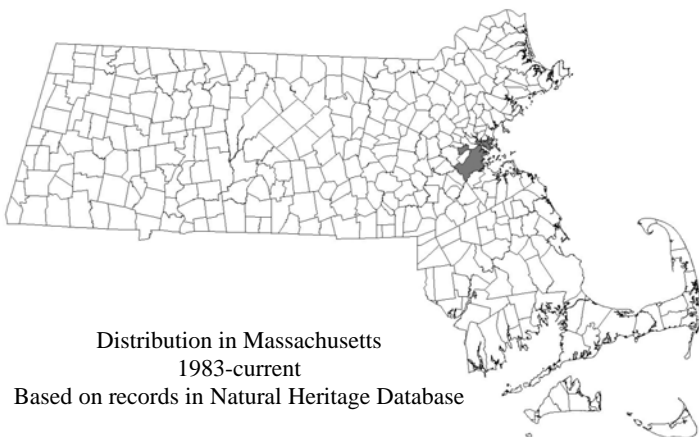 Distribution in Massachusetts
1983-current
Based on records in Natural Heritage Database